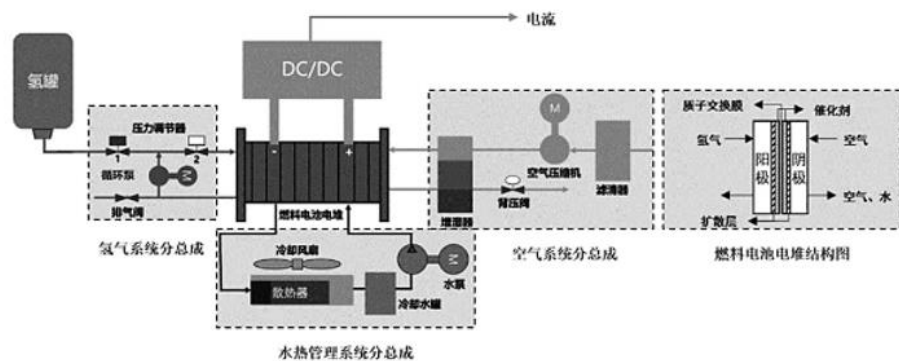 电流
DC/DC
氢罐
压力调节器
1
2
循环泵
M
排气阀
氢气系统分总成
-
+
燃料电池电堆
M
空气压缩机
滤清器
增湿器
背压阀
空气系统分总成
冷却风扇
散热器
冷却水罐
M
水泵
水热管理系统分总成
质子交换膜
催化剂
氢气
空气
阳极
阴极
空气、水
扩散层
燃料电池电堆结构图